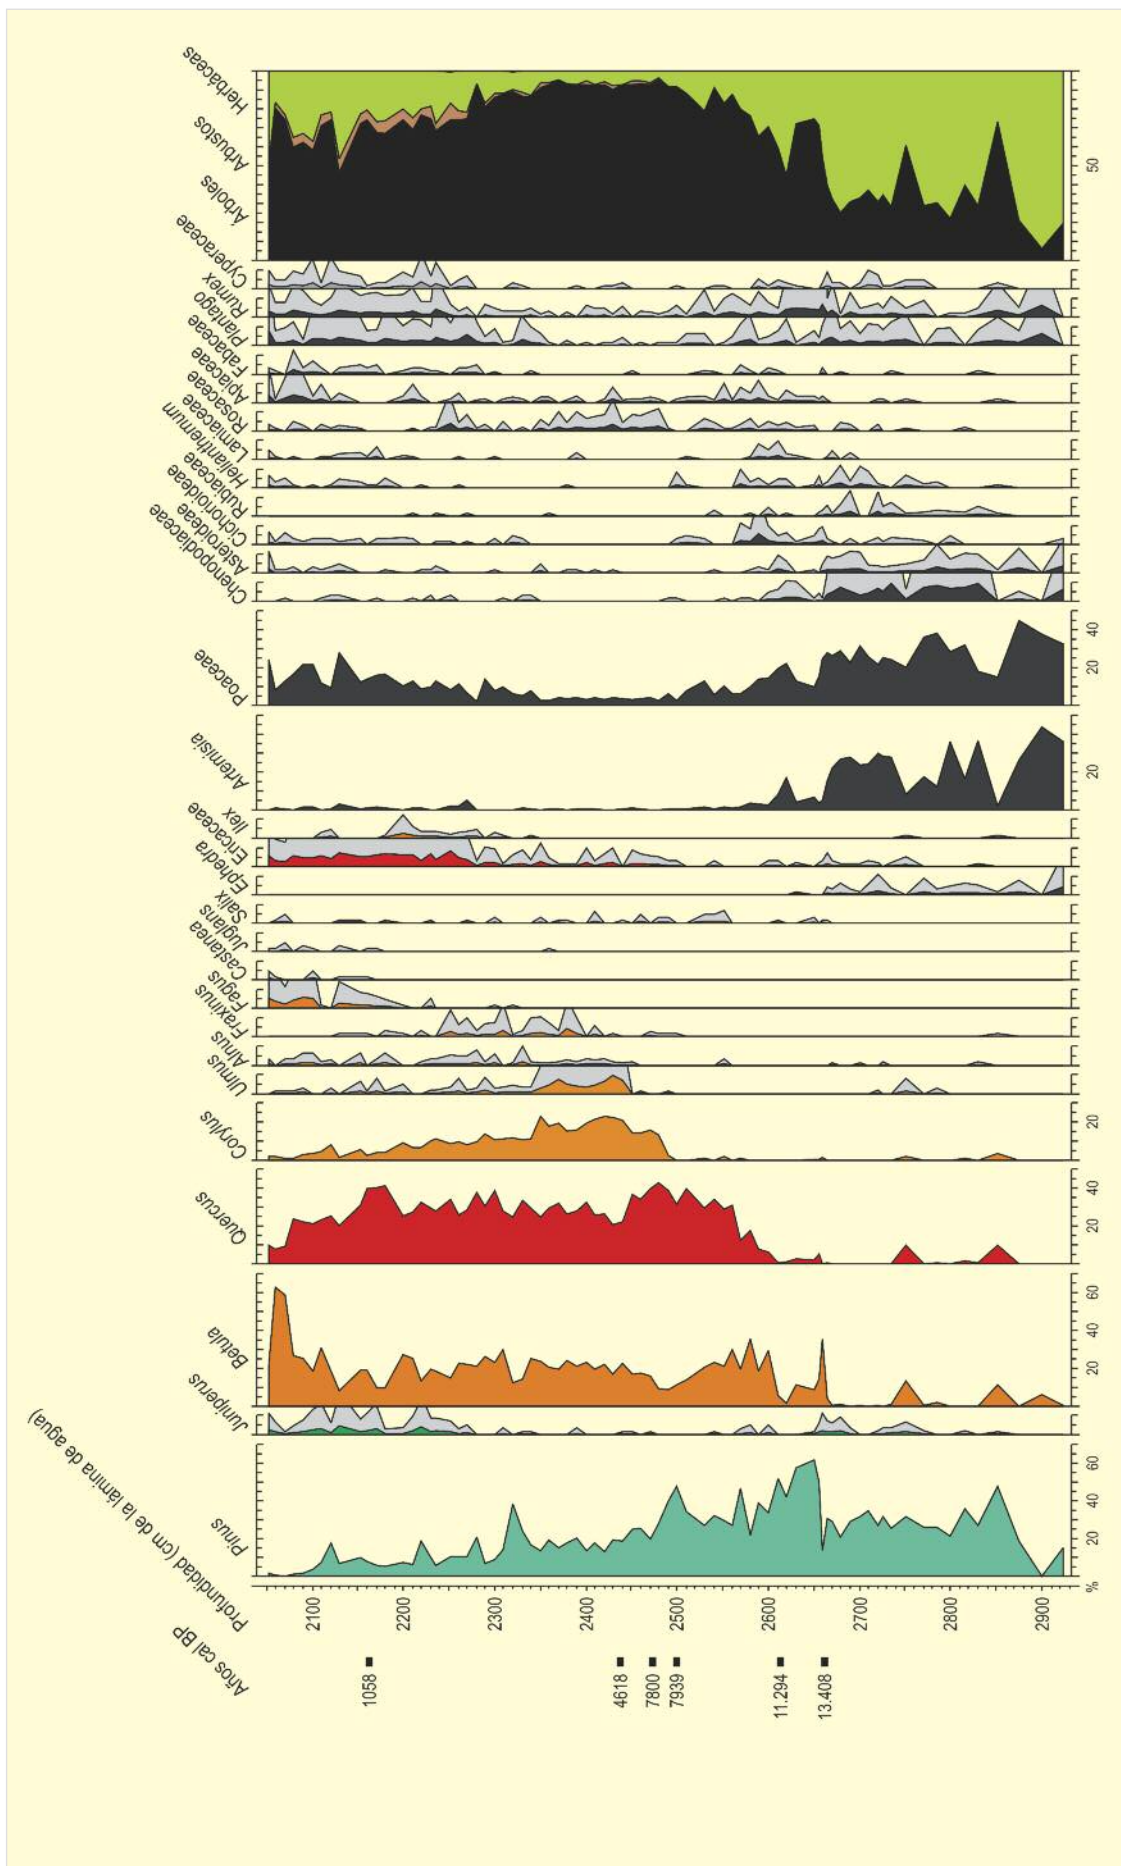 Años cal BP
Profundidad (cm de la lámina de agua)
Pinus
Juniperus
Betula
Quercus
Corylus
Ulmus
Alnus
Fraxinus
Fagus
Castanea
Juglans
Salix
Ephedra
Ericaceae
Ilex
Artemisia
Poaceae
Chenopodiaceae
Asteroideae
Cichorioideae
Rubiaceae
Helianthemum
Lamiaceae
Rosaceae
Apiaceae
Fabaceae
Plantago
Rumex
Cyperaceae
Árboles
Arbustos
Herbáceas
1058
4618
7800
7939
11.294
13.408
2100
2200
2300
2400
2500
2600
2700
2800
2900
%
20
40
60
20
40
60
20
40
20
20
20
40
50